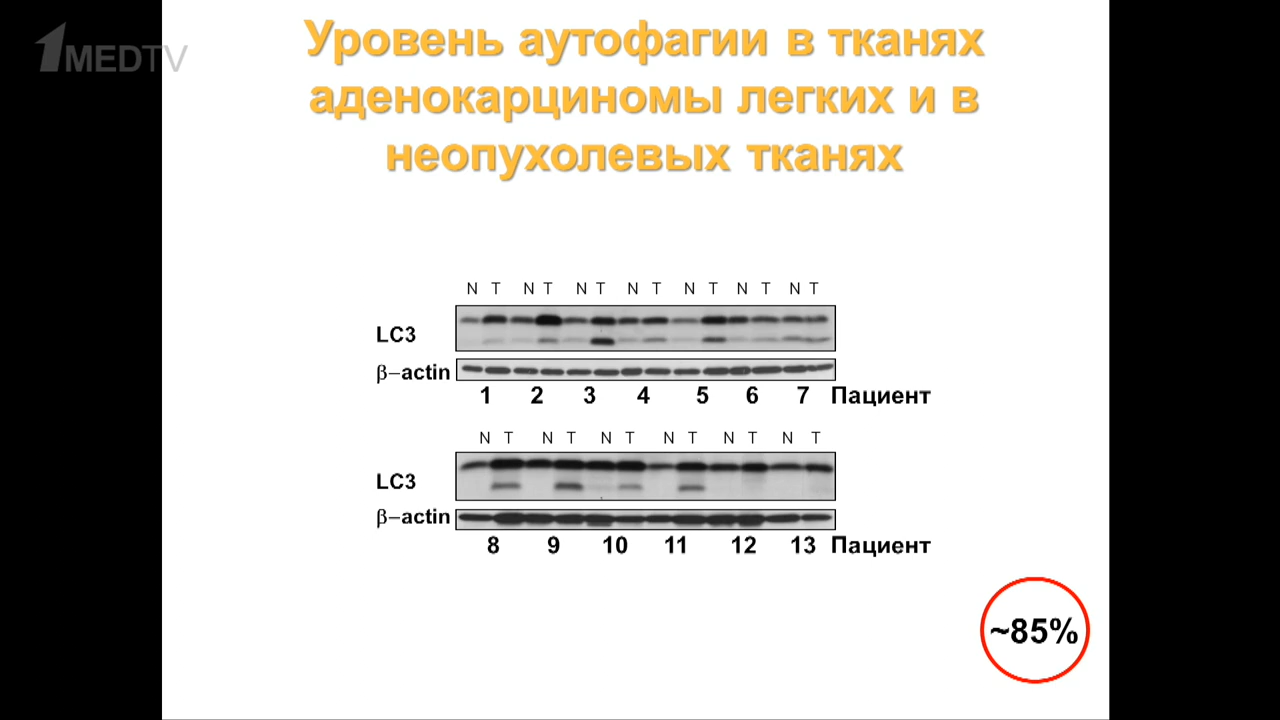 1MEDTV
Уровень аутофагии в тканях
аденокарциномы легких и в
неопухолевых тканях
N T N T N T N T N T N T N T
LC3
β–actin
1 2 3 4 5 6 7 Пациент
N T N T N T N T N T N T
LC3
β–actin
8 9 10 11 12 13 Пациент
~85%